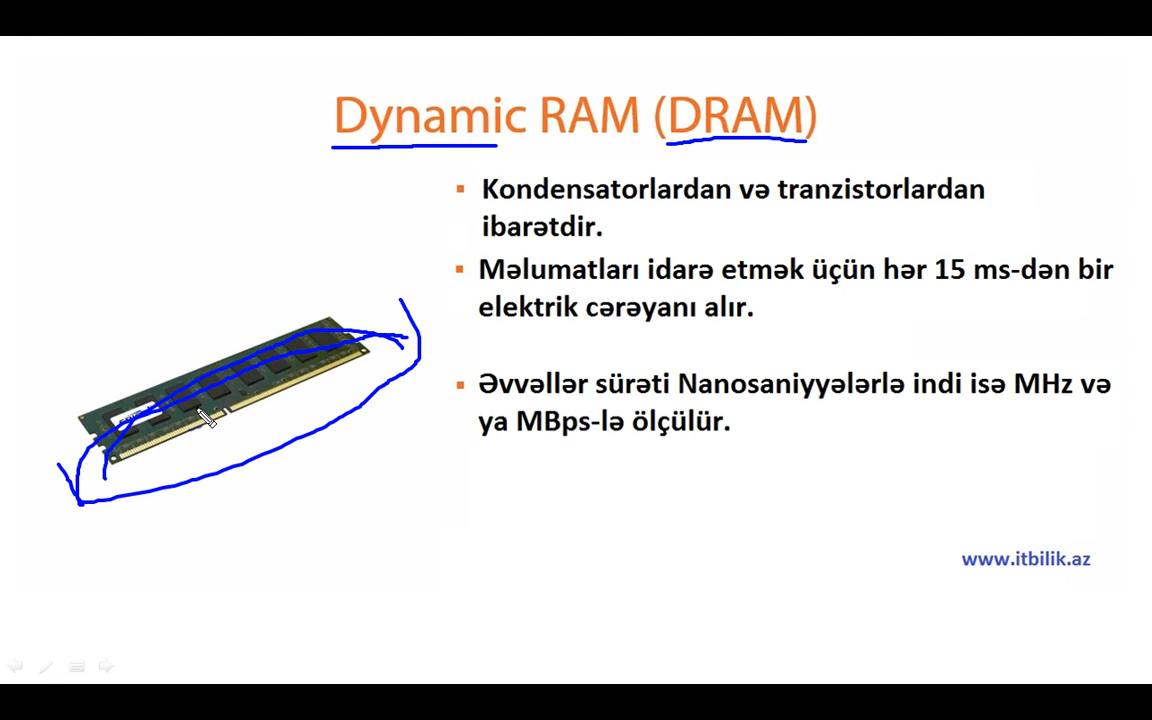 Dynamic RAM (DRAM)
Kondensatorlardan və tranzistorlardan
ibarətdir.
Məlumatları idarə etmək üçün hər 15 ms-dən bir
elektrik cərəyanı alır.
Əvvəllər sürəti Nanosaniyyələrlə indi isə MHz və
ya MBps-lə ölçülür.
www.itbilik.az